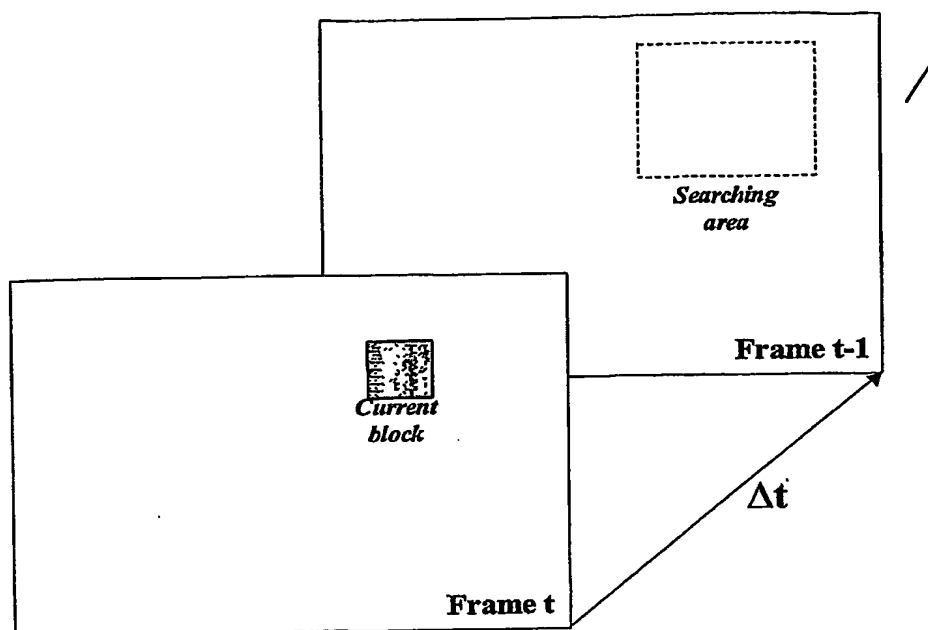 Searching
area
Frame t-1
Current
block
Δt
Frame t